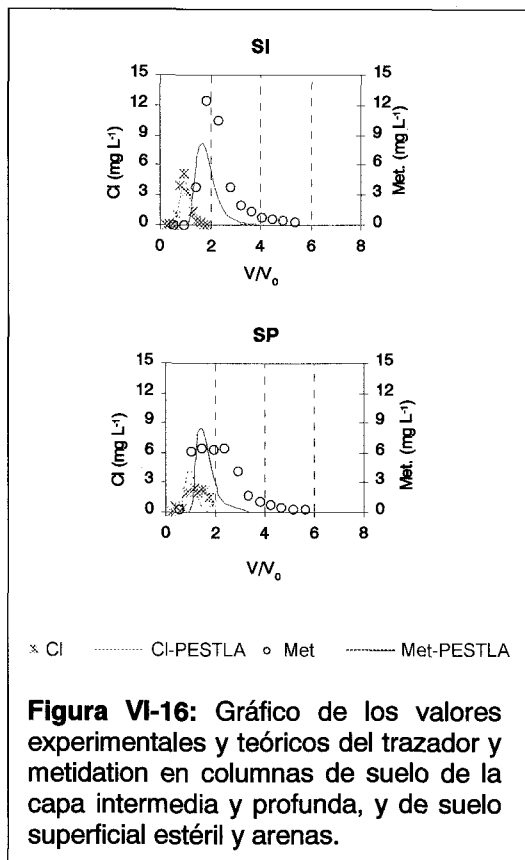 SI
15 15
12 12
9 9
6 6
3 3
0 0
0 2 4 6 8
Cl (mg L⁻¹)
Met. (mg L⁻¹)
V/V₀
SP
15 15
12 12
9 9
6 6
3 3
0 0
0 2 4 6 8
Cl (mg L⁻¹)
Met. (mg L⁻¹)
V/V₀
Cl Cl-PESTLA Met Met-PESTLA
Figura VI-16: Gráfico de los valores
experimentales y teóricos del trazador y
metidation en columnas de suelo de la
capa intermedia y profunda, y de suelo
superficial estéril y arenas.